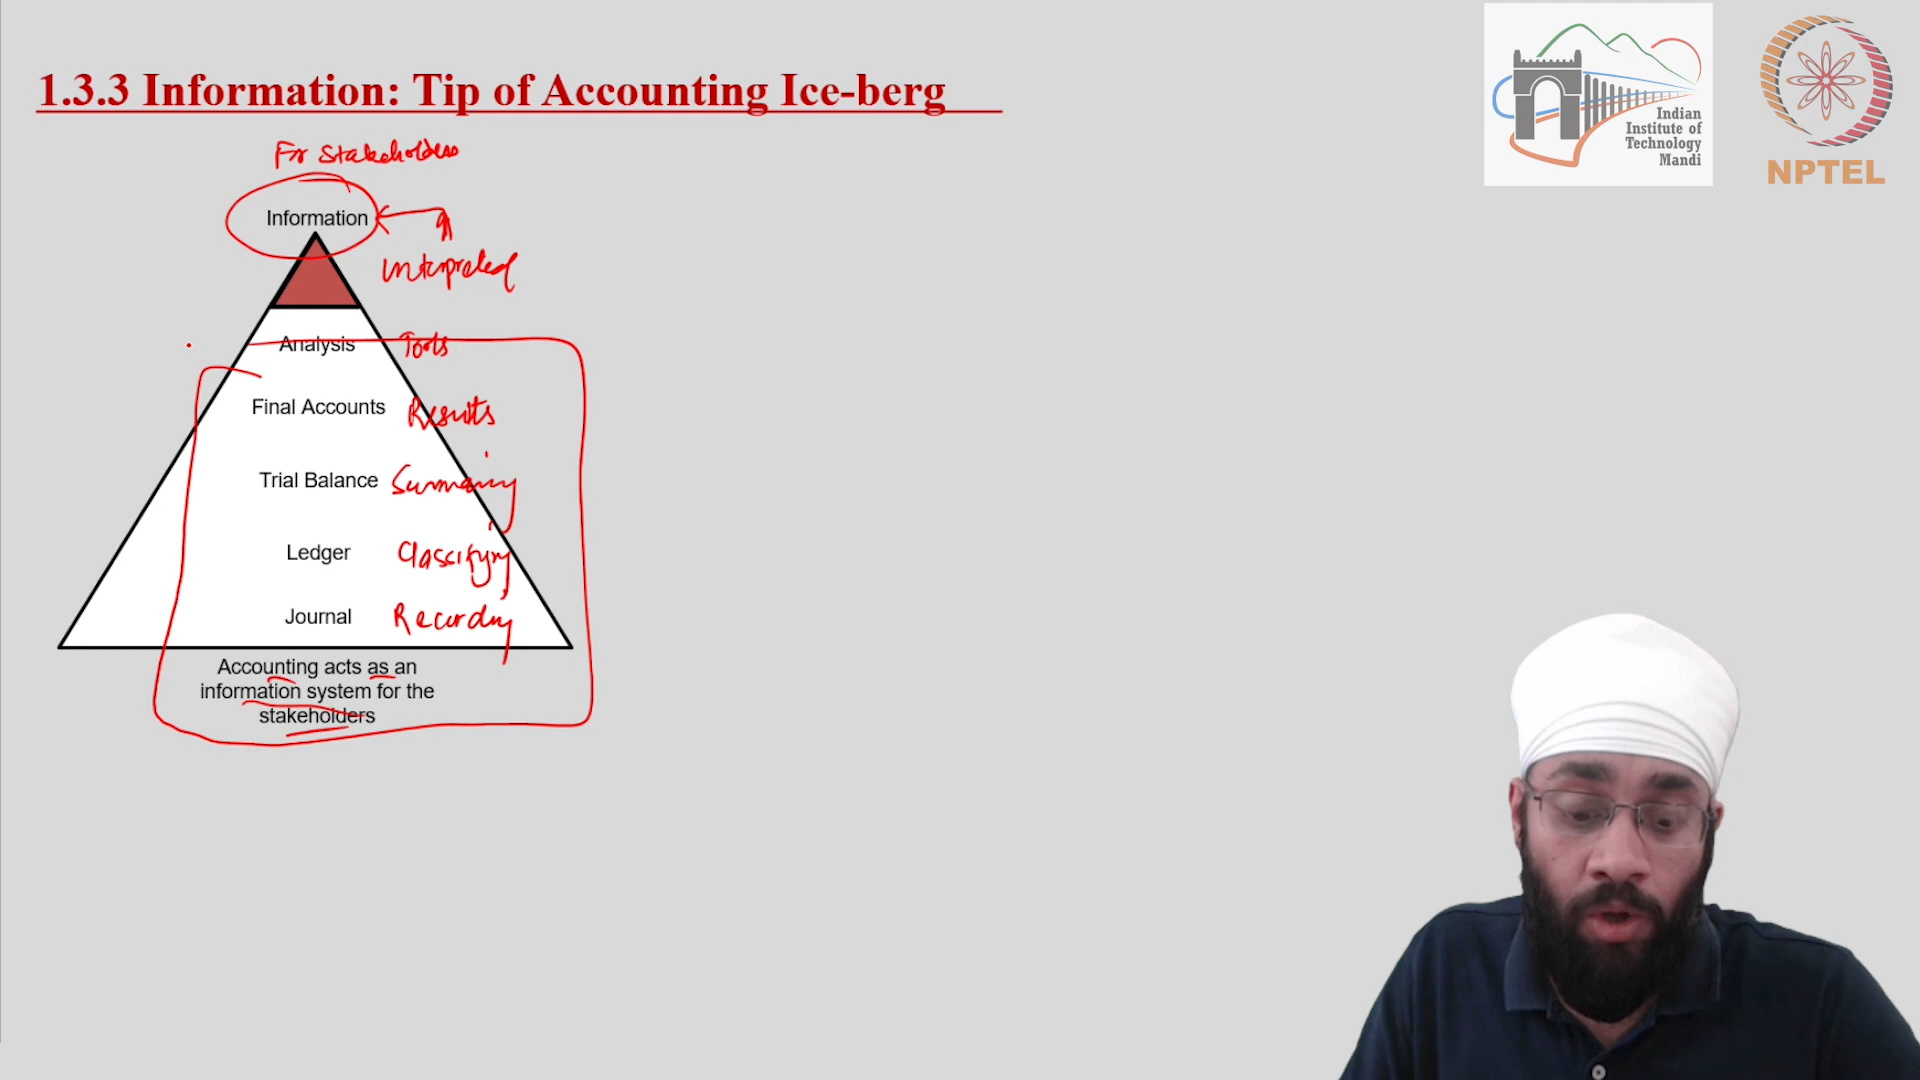 1.3.3 Information: Tip of Accounting Ice-berg
Indian
Institute of
Technology
Mandi
NPTEL
For Stakeholders
Information
Interpreted
Analysis Tools
Final Accounts Results
Trial Balance Summarizing
Ledger Classifying
Journal Recording
Accounting acts as an
information system for the
stakeholders